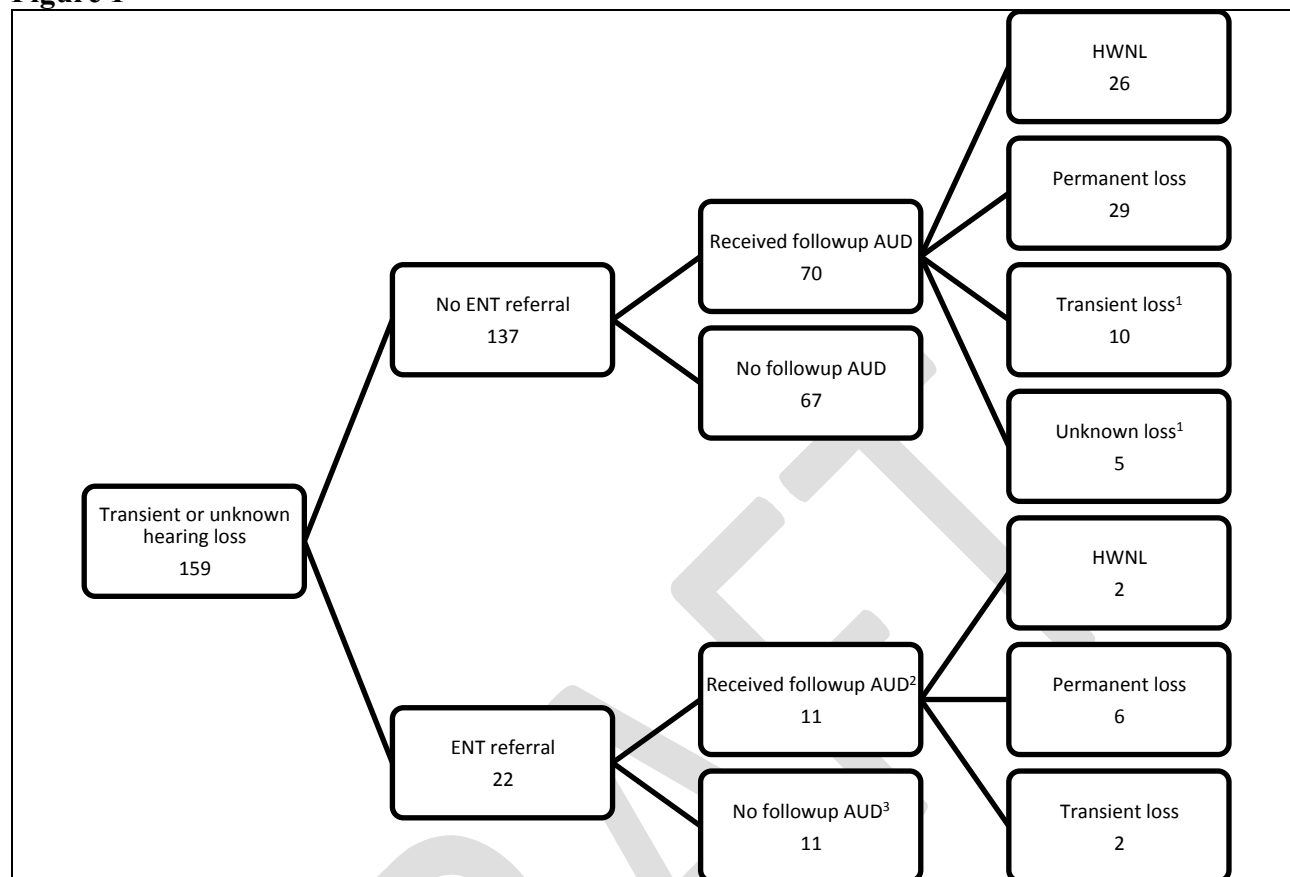 Figure 1
HWNL
26
Permanent loss
29
Received followup AUD
70
No ENT referral
137
Transient loss¹
10
No followup AUD
67
Unknown loss¹
5
Transient or unknown
hearing loss
159
HWNL
2
Received followup AUD²
11
Permanent loss
6
ENT referral
22
No followup AUD³
11
Transient loss
2
DRAFT